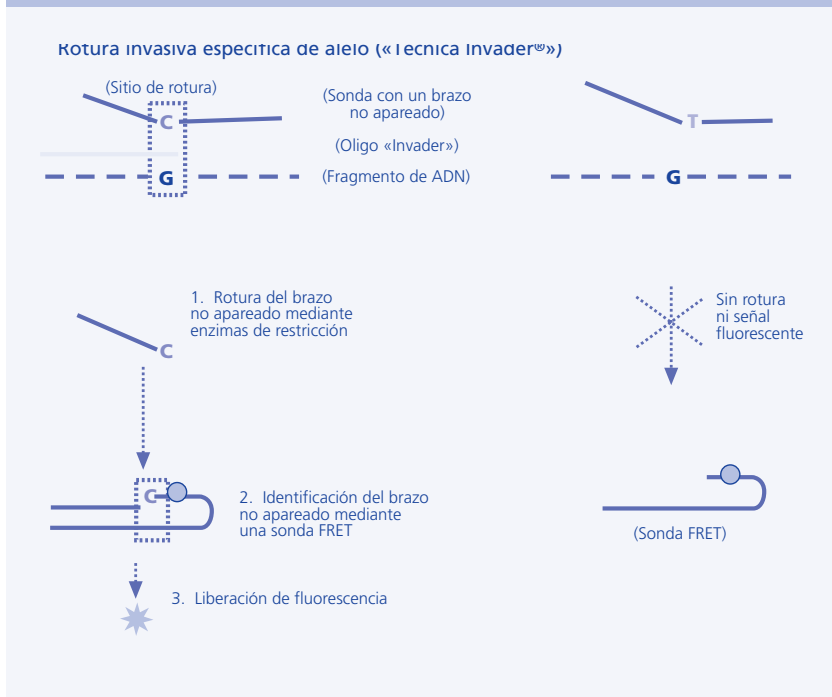 Rotura invasiva específica de alelo («Técnica Invader®»)
(Sitio de rotura)
(Sonda con un brazo
no apareado)
C
T
(Oligo «Invader»)
G
(Fragmento de ADN)
G
1. Rotura del brazo
no apareado mediante
enzimas de restricción
C
Sin rotura
ni señal
fluorescente
C
2. Identificación del brazo
no apareado mediante
una sonda FRET
(Sonda FRET)
3. Liberación de fluorescencia